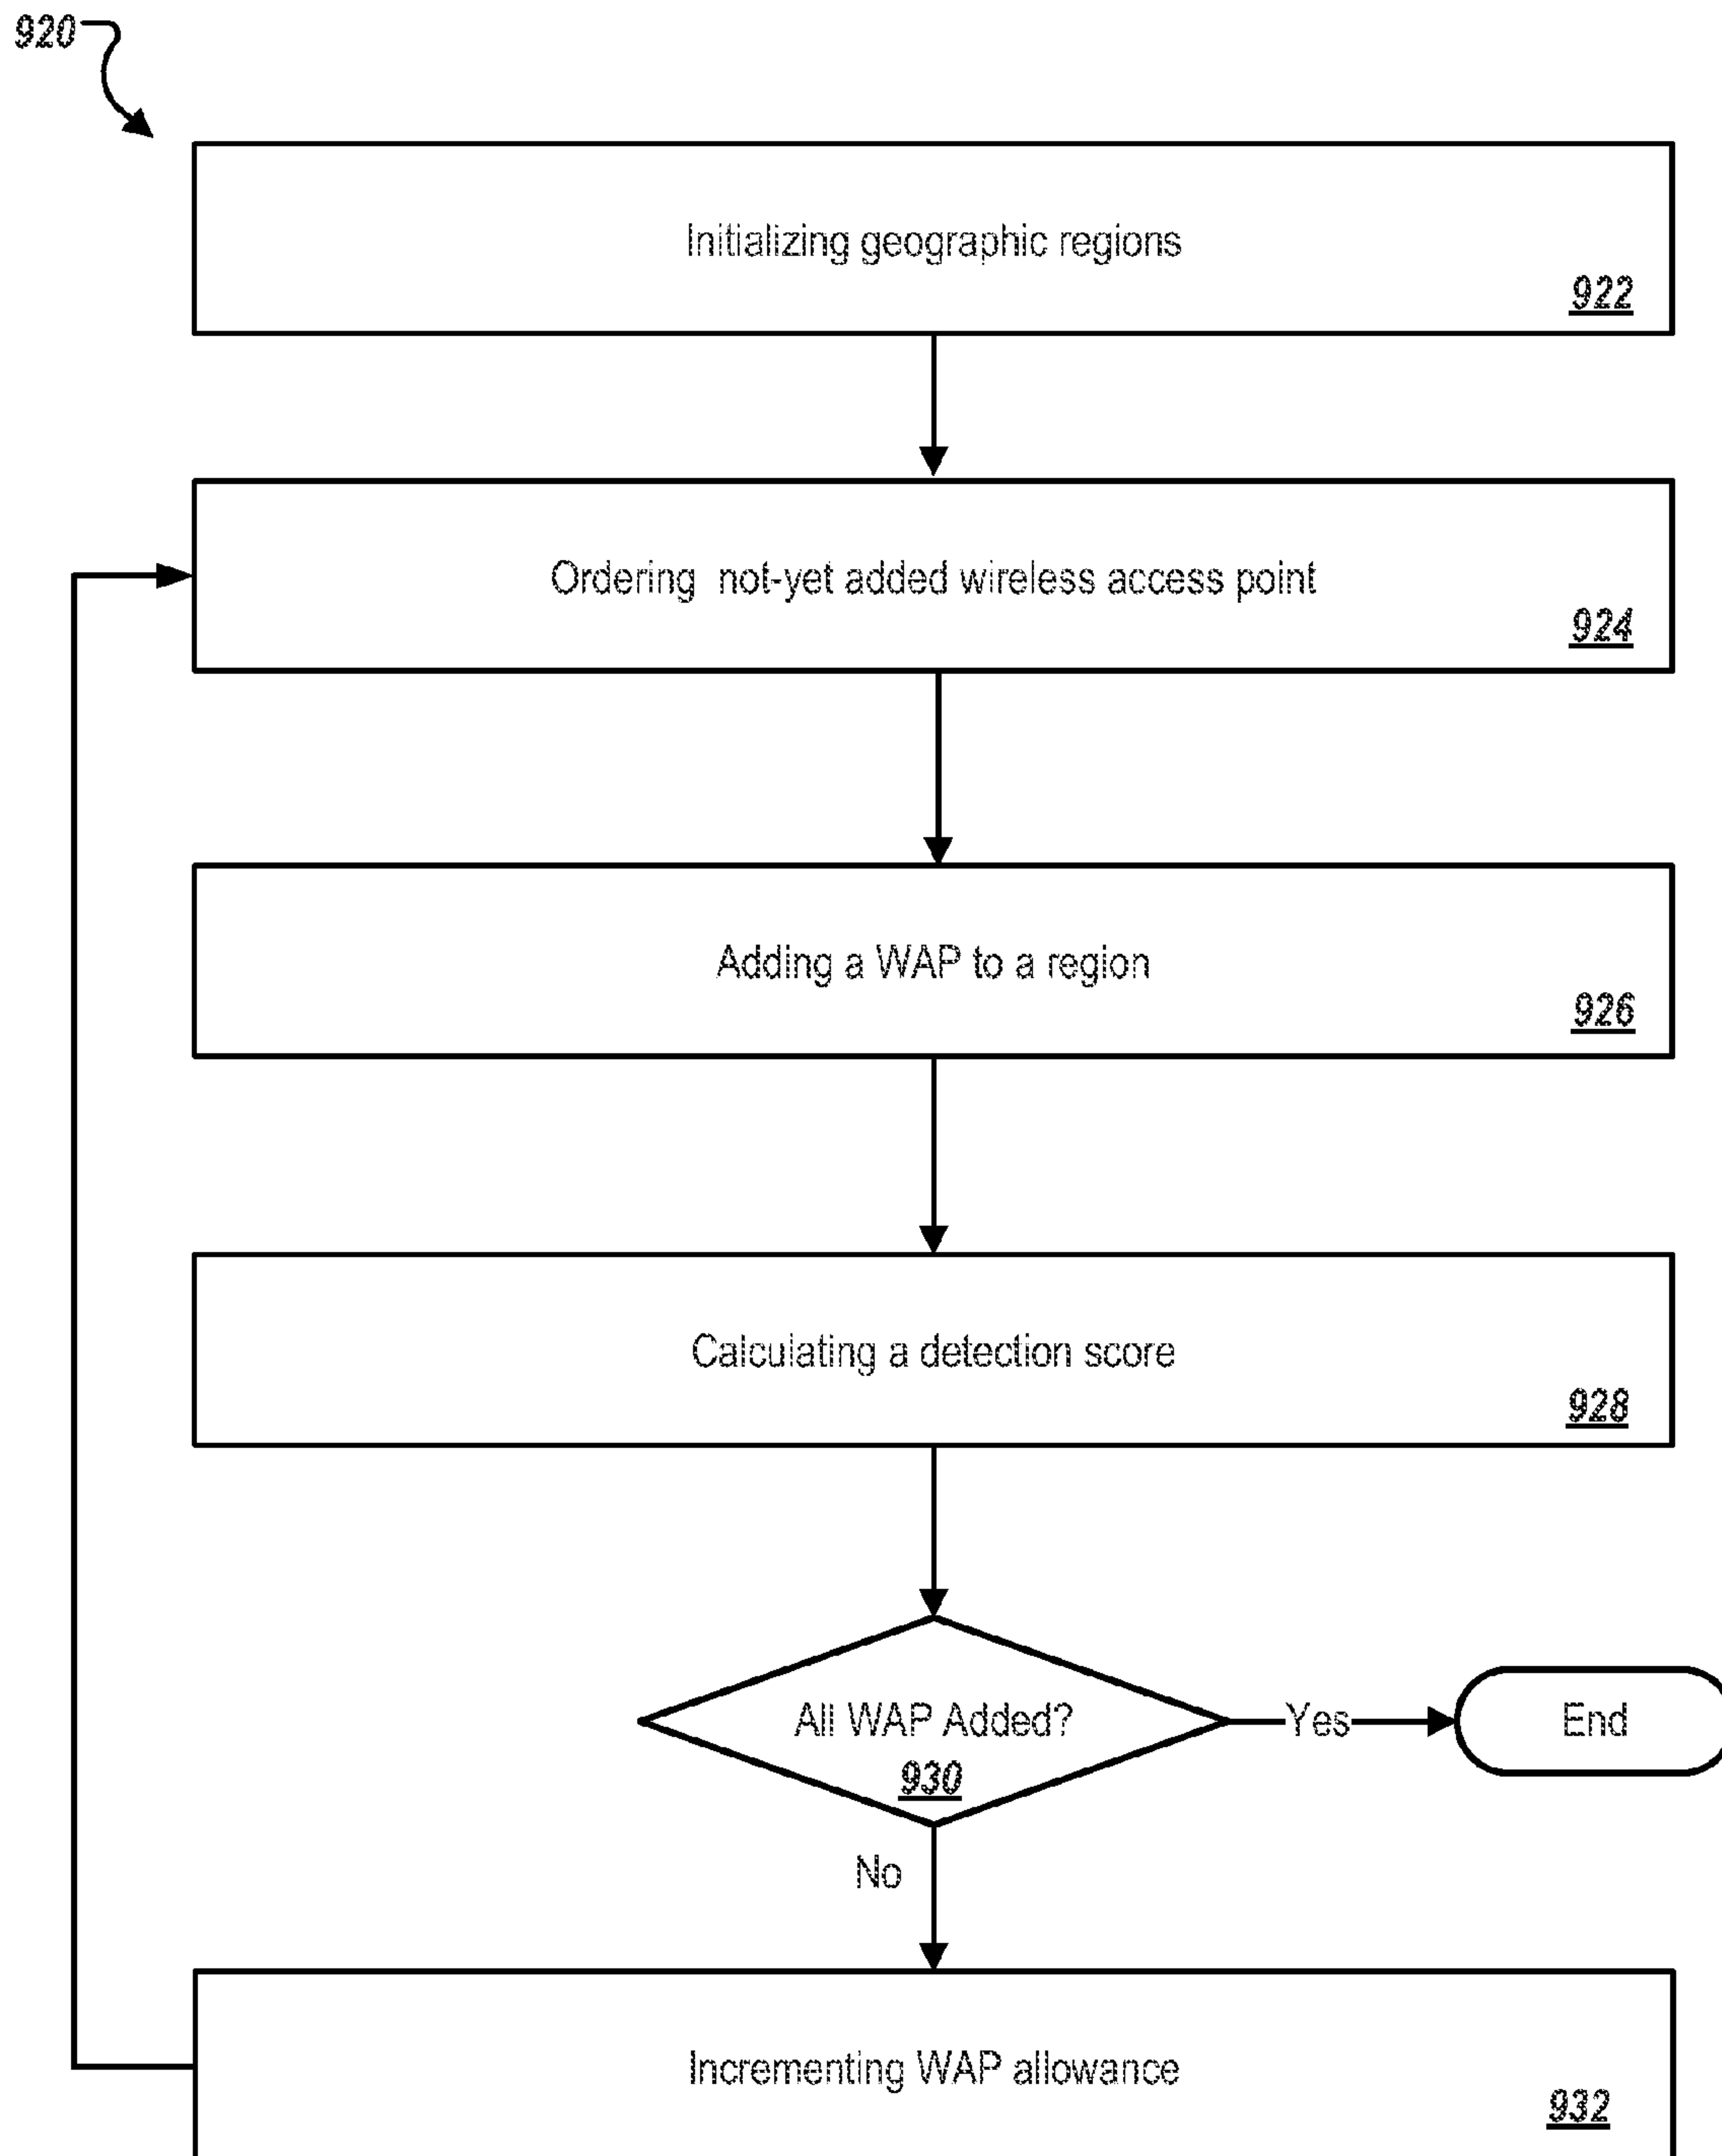 920
Initializing geographic regions
922
Ordering not-yet added wireless access point
924
Adding a WAP to a region
926
Calculating a detection score
928
All WAP Added?
930
Yes
End
No
Incrementing WAP allowance
932